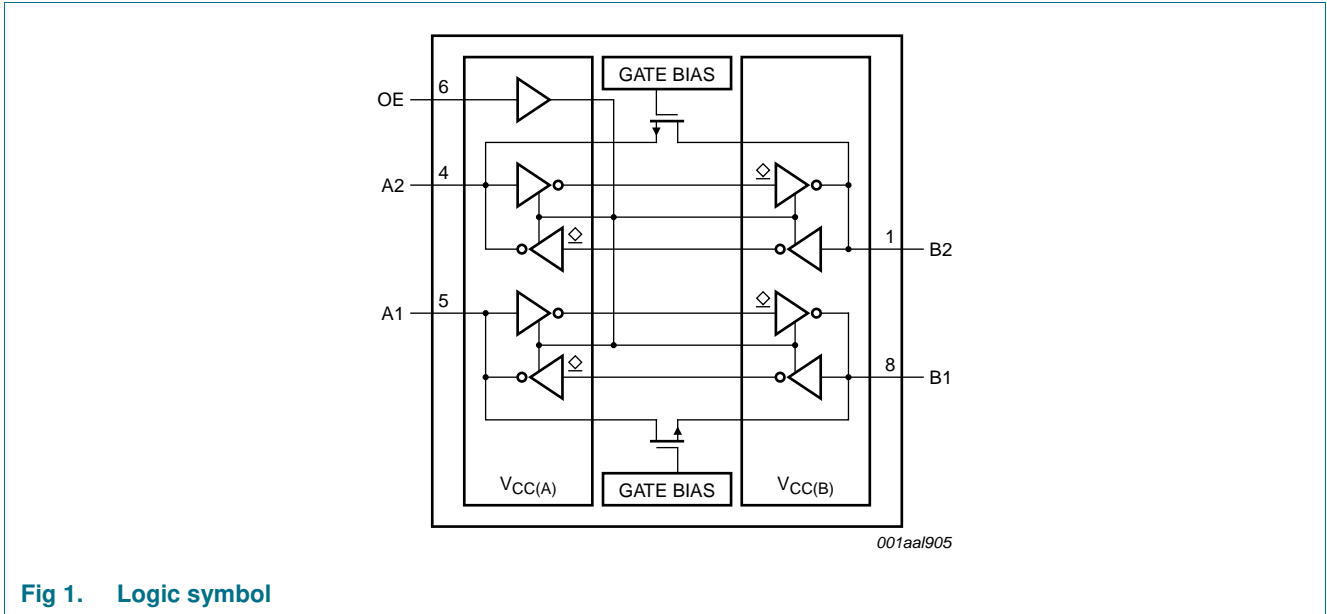 GATE BIAS
OE 6
A2 4
1 B2
A1 5
8 B1
VCC(A) GATE BIAS VCC(B)
001aal905
Fig 1. Logic symbol